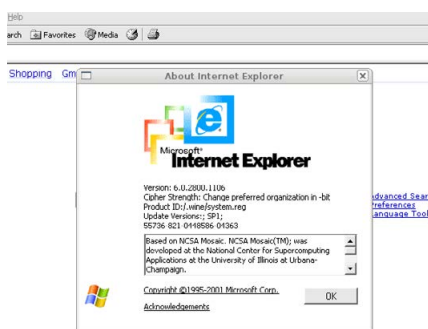 Help
arch Favorites Media
Shopping Gm
About Internet Explorer
Microsoft®
Internet Explorer
Version: 6.0.2800.1106
Cipher Strength: Change preferred organization in -bit
Product ID:/.wine/system.reg
Update Versions:; SP1;
55736 821 0448586 04363
Based on NCSA Mosaic. NCSA Mosaic(TM); was
developed at the National Center for Supercomputing
Applications at the University of Illinois at Urbana-
Champaign.
Copyright ©1995-2001 Microsoft Corp.
OK
Acknowledgements
Advanced Sear
Preferences
Language Tool